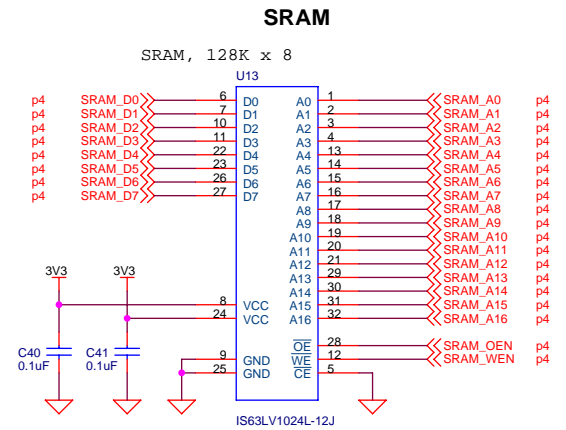 SRAM
SRAM, 128K x 8
U13
p4 SRAM_D0 6 D0 A0 1 SRAM_A0 p4
p4 SRAM_D1 7 D1 A1 2 SRAM_A1 p4
p4 SRAM_D2 10 D2 A2 3 SRAM_A2 p4
p4 SRAM_D3 11 D3 A3 4 SRAM_A3 p4
p4 SRAM_D4 22 D4 A4 13 SRAM_A4 p4
p4 SRAM_D5 23 D5 A5 14 SRAM_A5 p4
p4 SRAM_D6 26 D6 A6 15 SRAM_A6 p4
p4 SRAM_D7 27 D7 A7 16 SRAM_A7 p4
A8 17 SRAM_A8 p4
A9 18 SRAM_A9 p4
A10 19 SRAM_A10 p4
A11 20 SRAM_A11 p4
A12 21 SRAM_A12 p4
3V3 3V3 A13 29 SRAM_A13 p4
A14 30 SRAM_A14 p4
8 VCC A15 31 SRAM_A15 p4
24 VCC A16 32 SRAM_A16 p4
OE 28 SRAM_OEN p4
C40 C41 9 GND WE 12 SRAM_WEN p4
0.1uF 0.1uF 25 GND CE 5
IS63LV1024L-12J